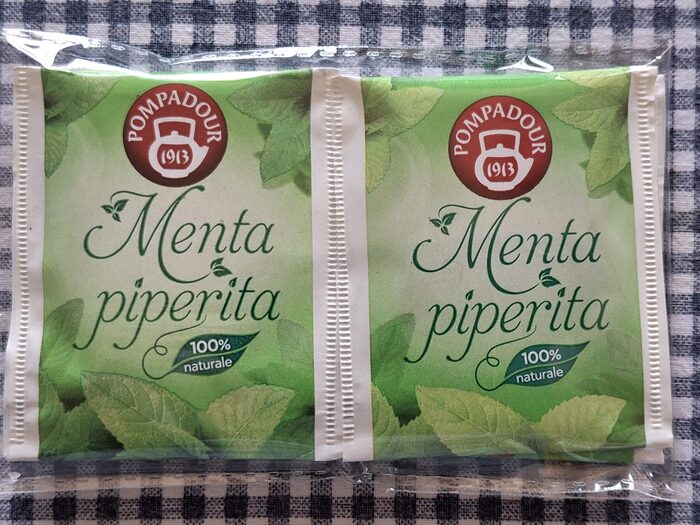 POMPADOUR
1913
Menta
piperita
100%
naturale
POMPADOUR
1913
Menta
piperita
100%
naturale